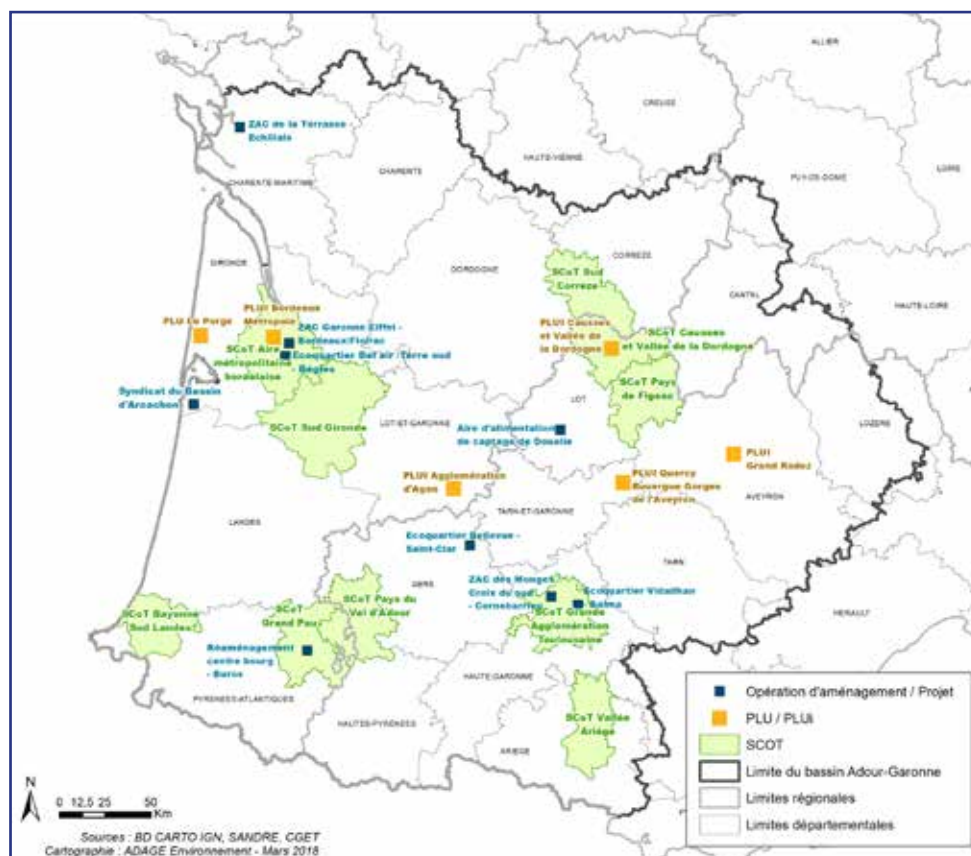 ALLIER
CREUSE
ZAC de la Terrasse -
Echillais
HAUTE-VIENNE
CHARENTE
PUY-DE-DOME
LOIRE
CHARENTE-MARITIME
GIRONDE
DORDOGNE
CORREZE
SCoT Sud
Corrèze
CANTAL
HAUTE-LOIRE
PLU Le Porge
PLUi Bordeaux
Métropole
ZAC Garonne Eiffel -
Bordeaux/Floirac
Ecoquartier Bel'air /Terre sud
- Bègles
SCoT Aire
métropolitaine
bordelaise
PLUi Causses
et Vallée de
la Dordogne
SCoT Causses
et Vallée de la Dordogne
SCoT Pays
de Figeac
Syndicat du Bassin
d'Arcachon
SCoT Sud Gironde
LOT-ET-GARONNE
LOT
Aire d'alimentation
de captage de Douelle
LOZERE
PLUi
Grand Rodez
AVEYRON
PLUi Agglomération
d'Agen
PLUi Quercy
Rouergue Gorges
de l'Aveyron
LANDES
TARN-ET-GARONNE
Ecoquartier Bellevue -
Saint-Clar
TARN
GERS
ZAC des Monges
Croix du sud -
Cornebarrieu
Ecoquartier Vidailhan
- Balma
SCoT Grande
Agglomération
Toulousaine
HERAULT
SCoT Bayonne
Sud Landes
SCoT
Grand Pau
SCoT Pays du
Val d'Adour
Réaménagement
centre bourg
- Buros
PYRENEES-ATLANTIQUES
HAUTES-PYRENEES
HAUTE-GARONNE
ARIEGE
SCoT Vallée
Ariège
Opération d'aménagement / Projet
PLU / PLUi
SCOT
Limite du bassin Adour-Garonne
Limites régionales
Limites départementales
N
0 12,5 25 50
Km
Sources : BD CARTO IGN, SANDRE, CGET
Cartographie : ADAGE Environnement - Mars 2018